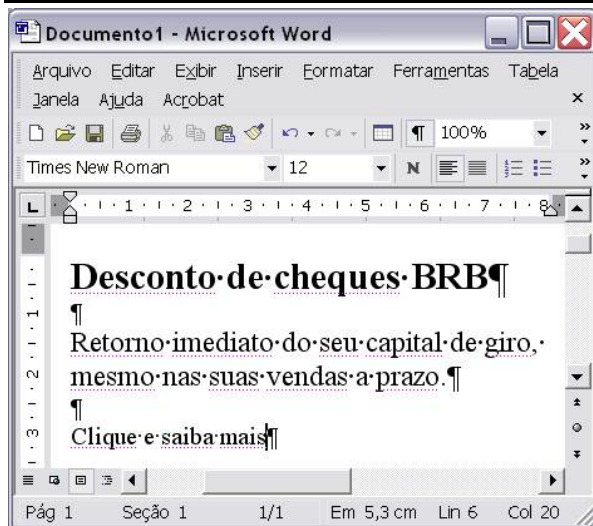 Documento1 - Microsoft Word
Arquivo Editar Exibir Inserir Formatar Ferramentas Tabela
Janela Ajuda Acrobat
100%
Times New Roman 12 N
L 1 2 3 4 5 6 7 8
Desconto·de·cheques·BRB¶
¶
Retorno·imediato·do·seu·capital·de·giro,·
mesmo·nas·suas·vendas·a·prazo.¶
¶
Clique·e·saiba·mais¶
1
2
3
Pág 1 Seção 1 1/1 Em 5,3 cm Lin 6 Col 20